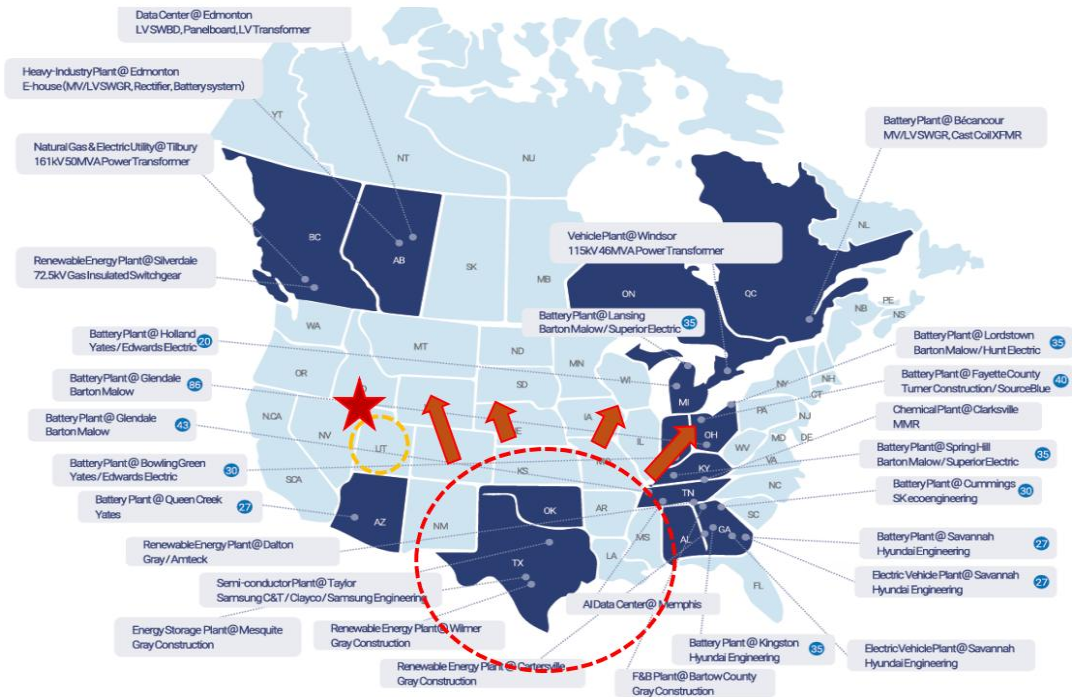 Data Center @ Edmonton
LV SWBD, Panelboard, LV Transformer
Heavy-Industry Plant @ Edmonton
E-house (MV/LV SWGR, Rectifier, Battery system)
Natural Gas & Electric Utility @ Tilbury
161kV 50MVA Power Transformer
Renewable Energy Plant @ Silverdale
72.5kV Gas Insulated Switchgear
Battery Plant @ Bécancour
MV/LV SWGR, Cast Coil XFMR
Vehicle Plant @ Windsor
115kV 46MVA Power Transformer
YT
NT
NU
BC
AB
SK
MB
ON
QC
NL
PE
NB
NS
Battery Plant @ Holland
Yates / Edwards Electric 20
Battery Plant @ Glendale
Barton Malow 86
Battery Plant @ Glendale
Barton Malow 43
Battery Plant @ Bowling Green
Yates / Edwards Electric 30
Battery Plant @ Queen Creek
Yates 27
Battery Plant @ Lansing
Barton Malow / Superior Electric 35
Battery Plant @ Lordstown
Barton Malow / Hunt Electric 35
Battery Plant @ Fayette County
Turner Construction / SourceBlue 40
Chemical Plant @ Clarksville
MMR
Battery Plant @ Spring Hill
Barton Malow / Superior Electric 35
Battery Plant @ Cummings
SK ecoengineering 30
Battery Plant @ Savannah
Hyundai Engineering 27
Electric Vehicle Plant @ Savannah
Hyundai Engineering 27
WA
MT
ND
MN
OR
SD
WI
MI
NY
NH
CT
PA
NJ
N.CA
NV
UT
IA
IL
OH
WV
MD
DE
VA
S.CA
KS
KY
NC
AZ
NM
OK
AR
TN
SC
TX
LA
MS
AL
GA
FL
Renewable Energy Plant @ Dalton
Gray / Amteck
Semi-conductor Plant @ Taylor
Samsung C&T / Clayco / Samsung Engineering
Energy Storage Plant @ Mesquite
Gray Construction
Renewable Energy Plant @ Wilmer
Gray Construction
Renewable Energy Plant @ Cartersville
Gray Construction
AI Data Center @ Memphis
Battery Plant @ Kingston
Hyundai Engineering 35
F&B Plant @ Bartow County
Gray Construction
Electric Vehicle Plant @ Savannah
Hyundai Engineering